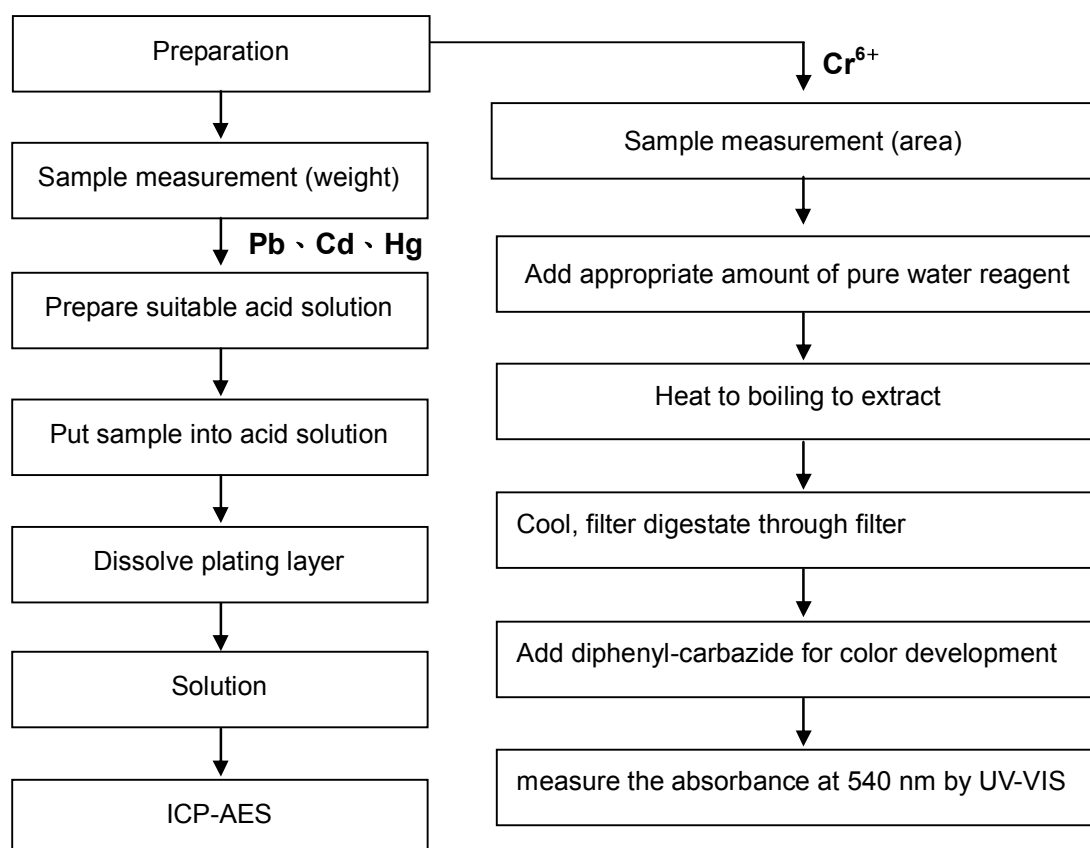 Preparation
Sample measurement (weight)
Pb、Cd、Hg
Prepare suitable acid solution
Put sample into acid solution
Dissolve plating layer
Solution
ICP-AES
Cr⁶⁺
Sample measurement (area)
Add appropriate amount of pure water reagent
Heat to boiling to extract
Cool, filter digestate through filter
Add diphenyl-carbazide for color development
measure the absorbance at 540 nm by UV-VIS